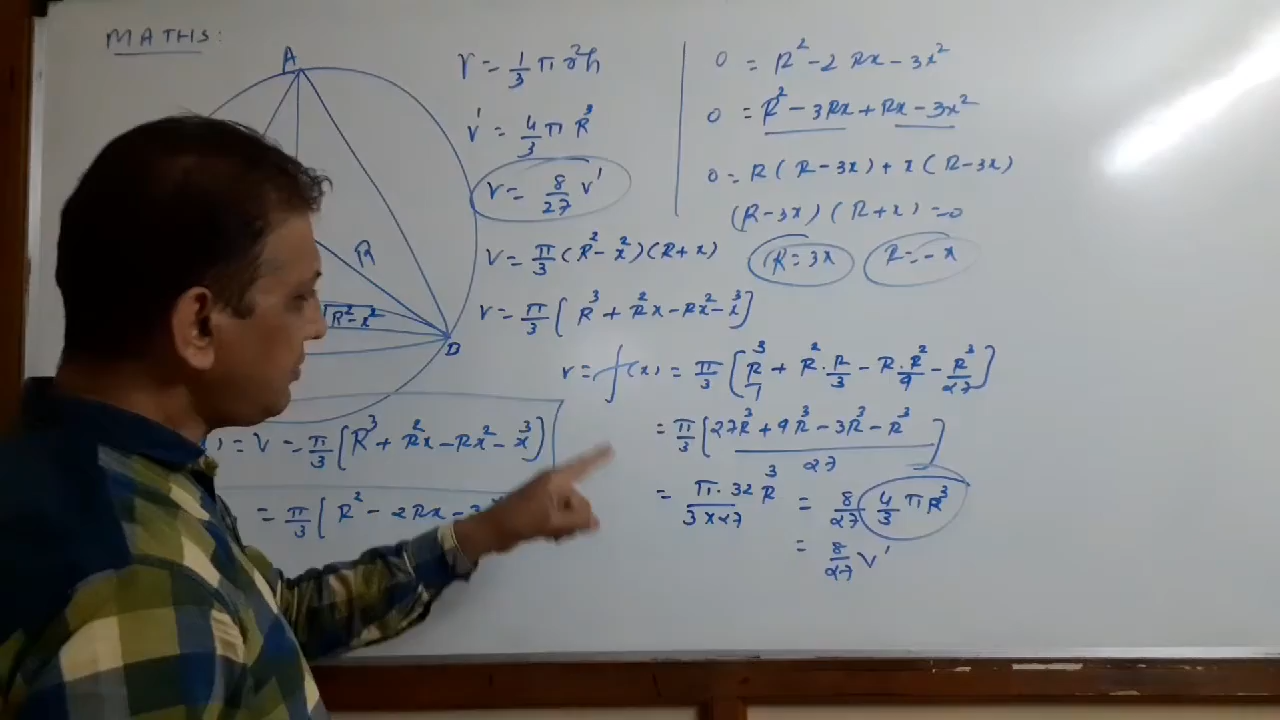 MATHS:
A
R
√R²-x²
B
V = 1/3 π r²h
V' = 4/3 π R³
V = 8/27 V'
V = π/3 (R² - x²)(R + x)
V = π/3 [R³ + R²x - Rx² - x³]
) = V = π/3 [R³ + R²x - Rx² - x³]
= π/3 [R² - 2Rx - 3
0 = R² - 2Rx - 3x²
0 = R² - 3Rx + Rx - 3x²
0 = R(R - 3x) + x(R - 3x)
(R - 3x)(R + x) = 0
R = 3x R = -x
V = f(x) = π/3 [R³/1 + R²·R/3 - R·R²/9 - R³/27]
= π/3 [27R³ + 9R³ - 3R³ - R³ / 27]
= π·32 R³ / 3×27 = 8/27 4/3 πR³
= 8/27 V'